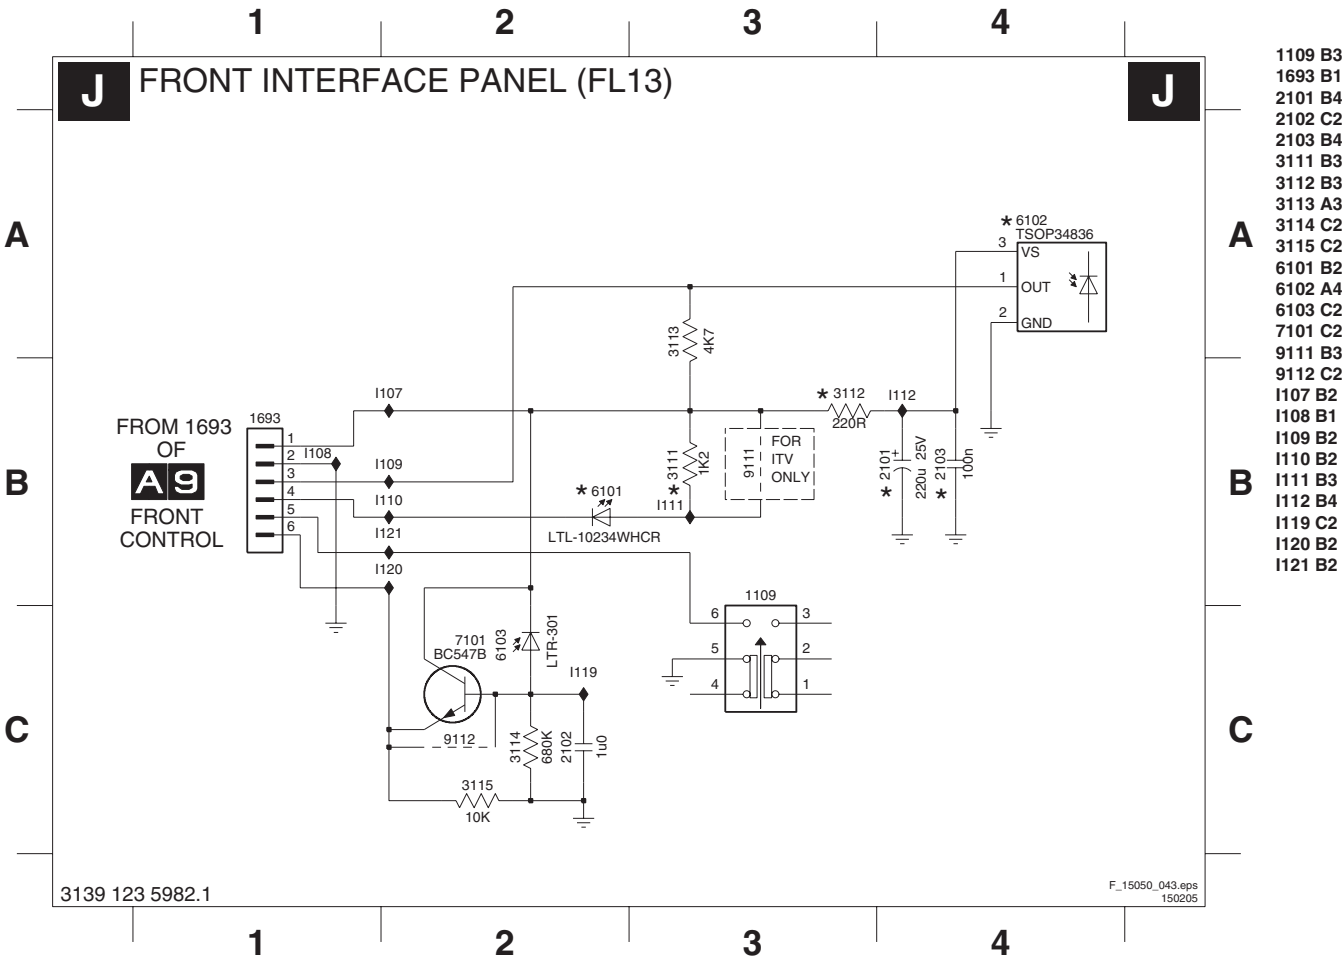 1 2 3 4
J FRONT INTERFACE PANEL (FL13) J
A A
* 6102
TSOP34836
3 VS
1 OUT
2 GND
3113
4K7
I107
* 3112
220R
I112
FROM 1693
OF
A9
FRONT
CONTROL
1693
1
2
3
4
5
6
I108
I109
I110
I121
I120
B B
* 6101
LTL-10234WHCR
3111
1K2
*
I111
9111
FOR
ITV
ONLY
* 2101
+
220u 25V
* 2103
100n
1109
6 3
5 2
4 1
7101
BC547B
6103
LTR-301
I119
C C
9112
3114
680K
2102
1u0
3115
10K
3139 123 5982.1
F_15050_043.eps
150205
1 2 3 4
1109 B3
1693 B1
2101 B4
2102 C2
2103 B4
3111 B3
3112 B3
3113 A3
3114 C2
3115 C2
6101 B2
6102 A4
6103 C2
7101 C2
9111 B3
9112 C2
I107 B2
I108 B1
I109 B2
I110 B2
I111 B3
I112 B4
I119 C2
I120 B2
I121 B2